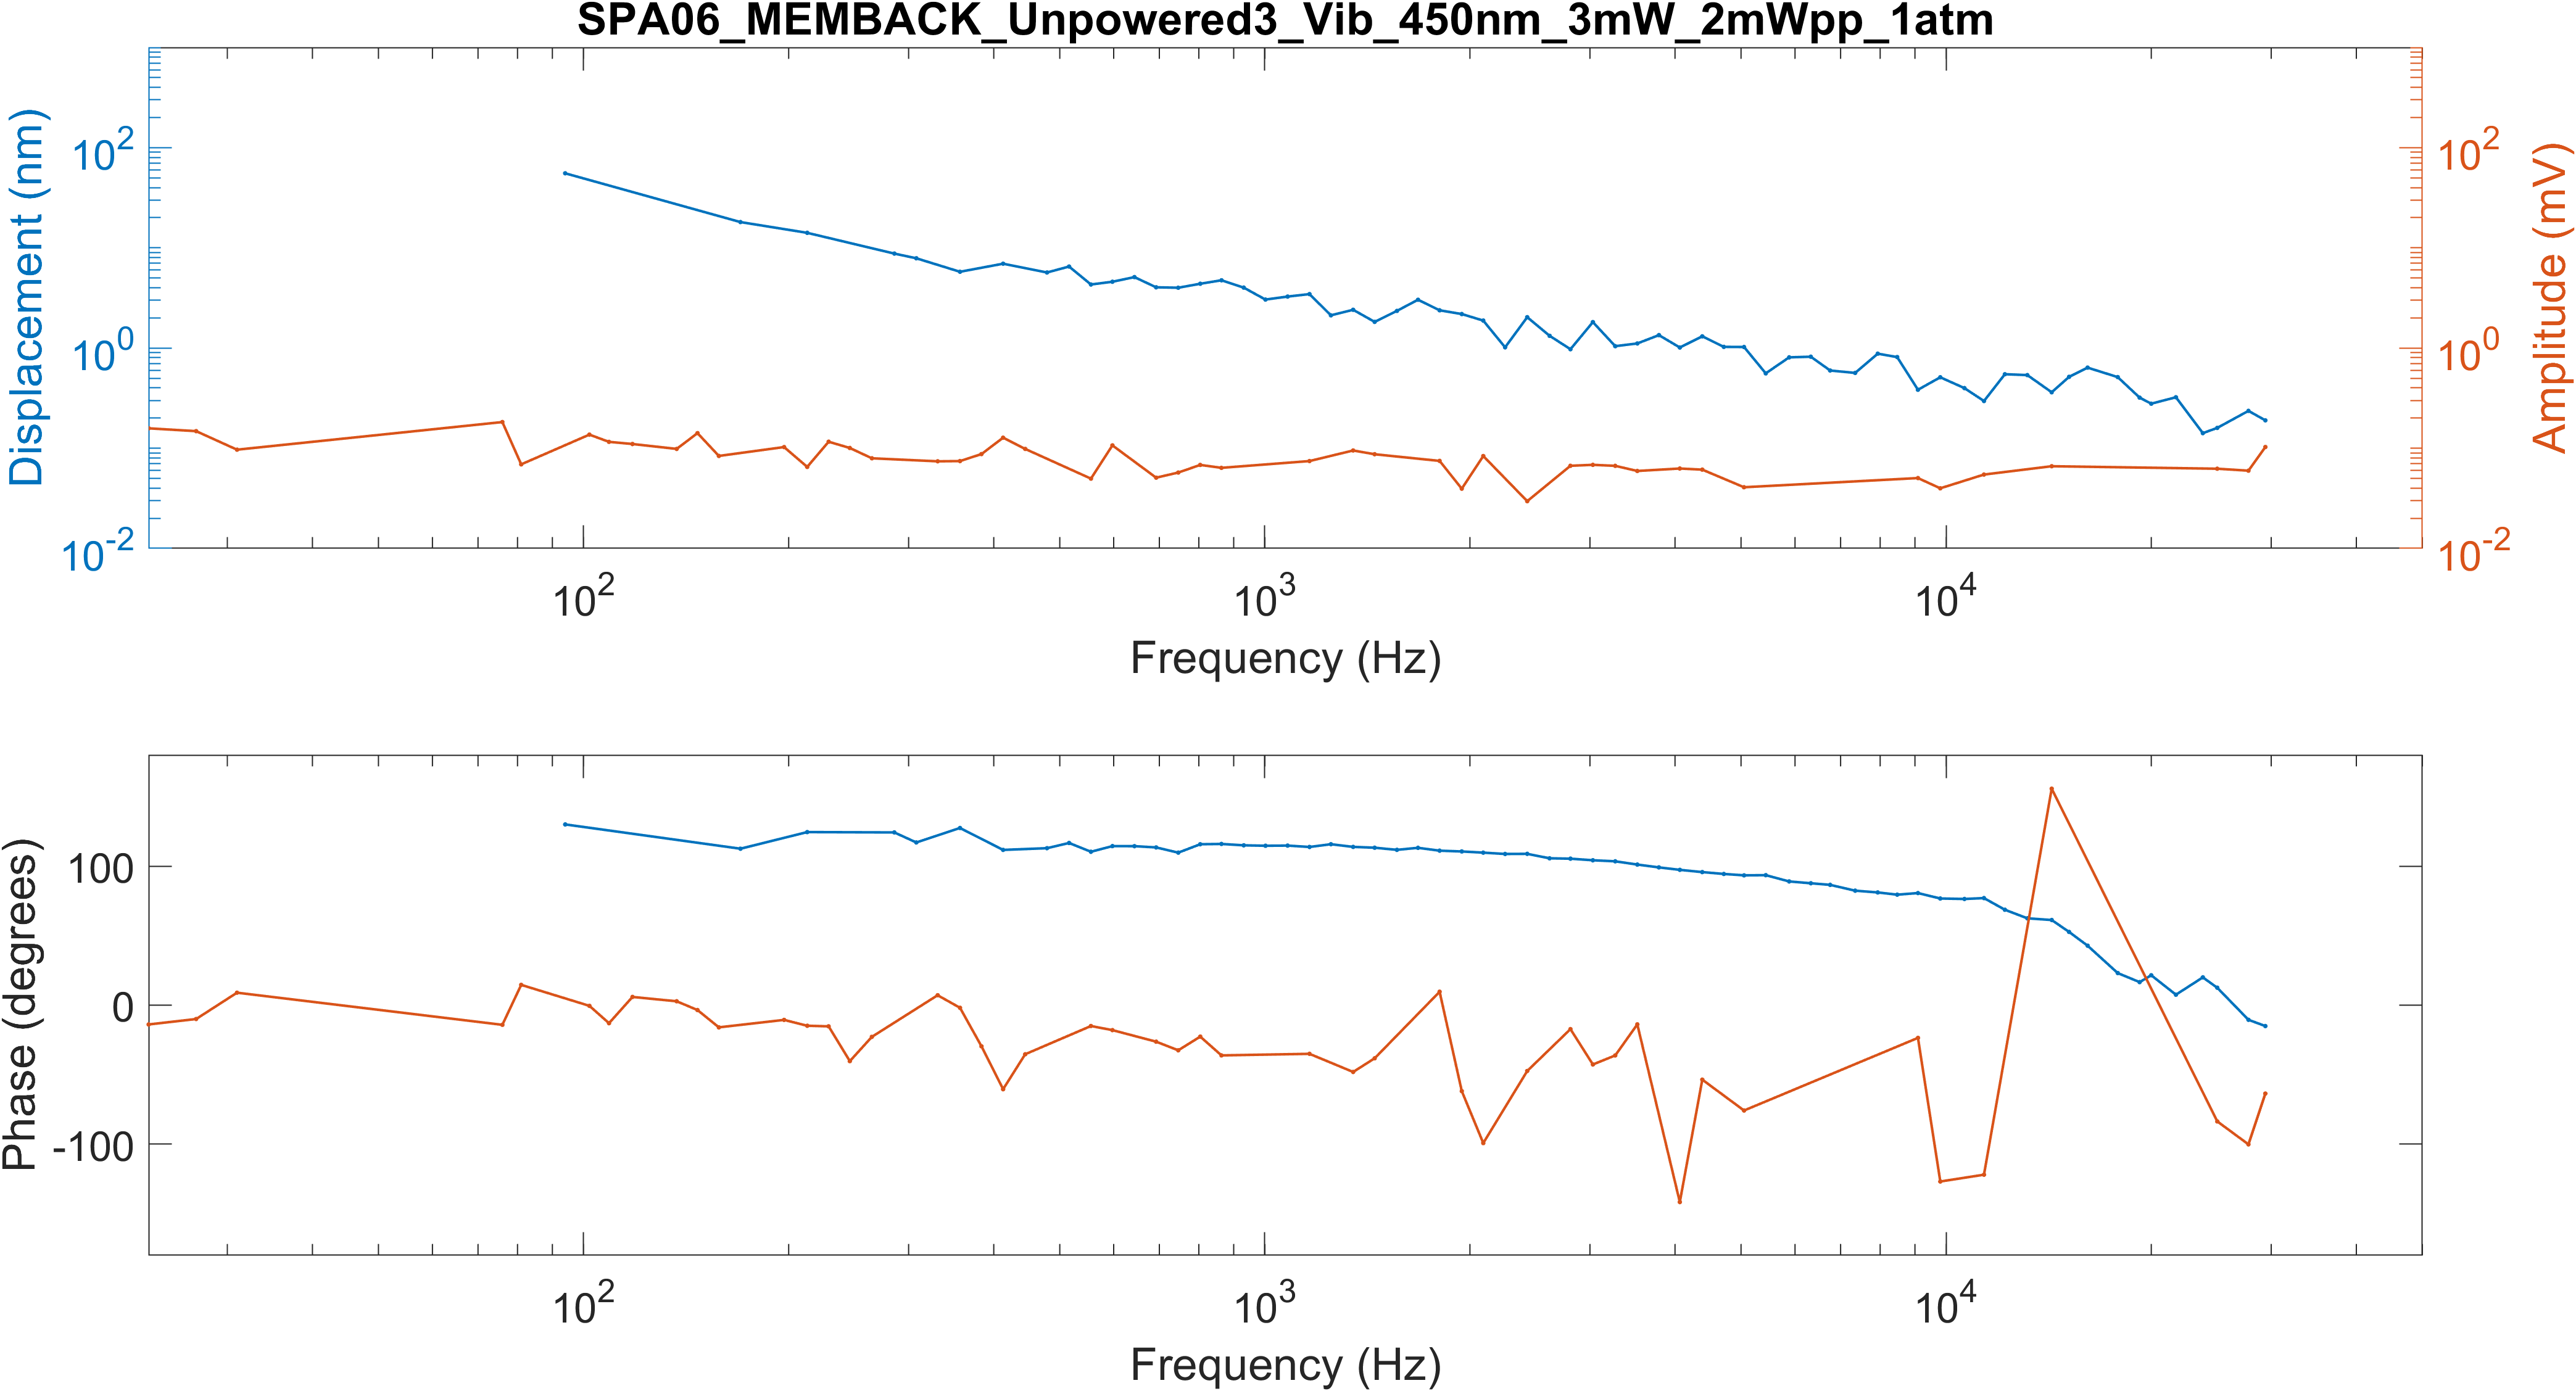 SPA06_MEMBACK_Unpowered3_Vib_450nm_3mW_2mWpp_1atm
Displacement (nm)
10^2
10^0
10^-2
Amplitude (mV)
10^2
10^0
10^-2
10^2 10^3 10^4
Frequency (Hz)
Phase (degrees)
100
0
-100
10^2 10^3 10^4
Frequency (Hz)